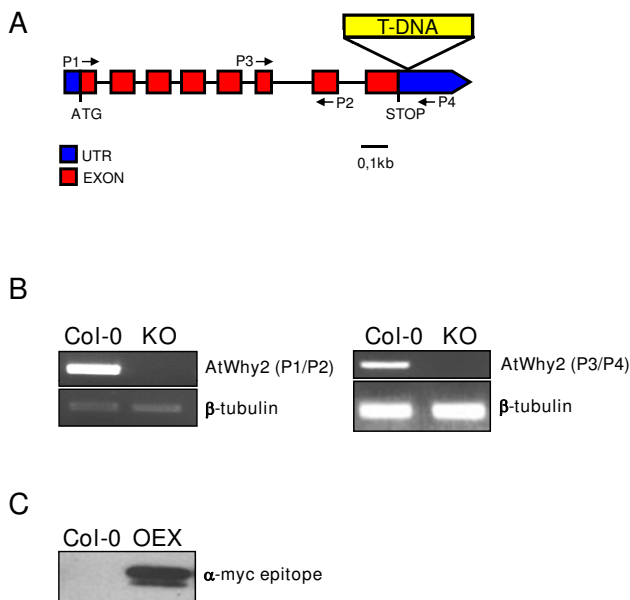 A
T-DNA
P1
P3
P2
P4
ATG
STOP
UTR
EXON
0,1kb
B
Col-0 KO
AtWhy2 (P1/P2)
β-tubulin
Col-0 KO
AtWhy2 (P3/P4)
β-tubulin
C
Col-0 OEX
α-myc epitope